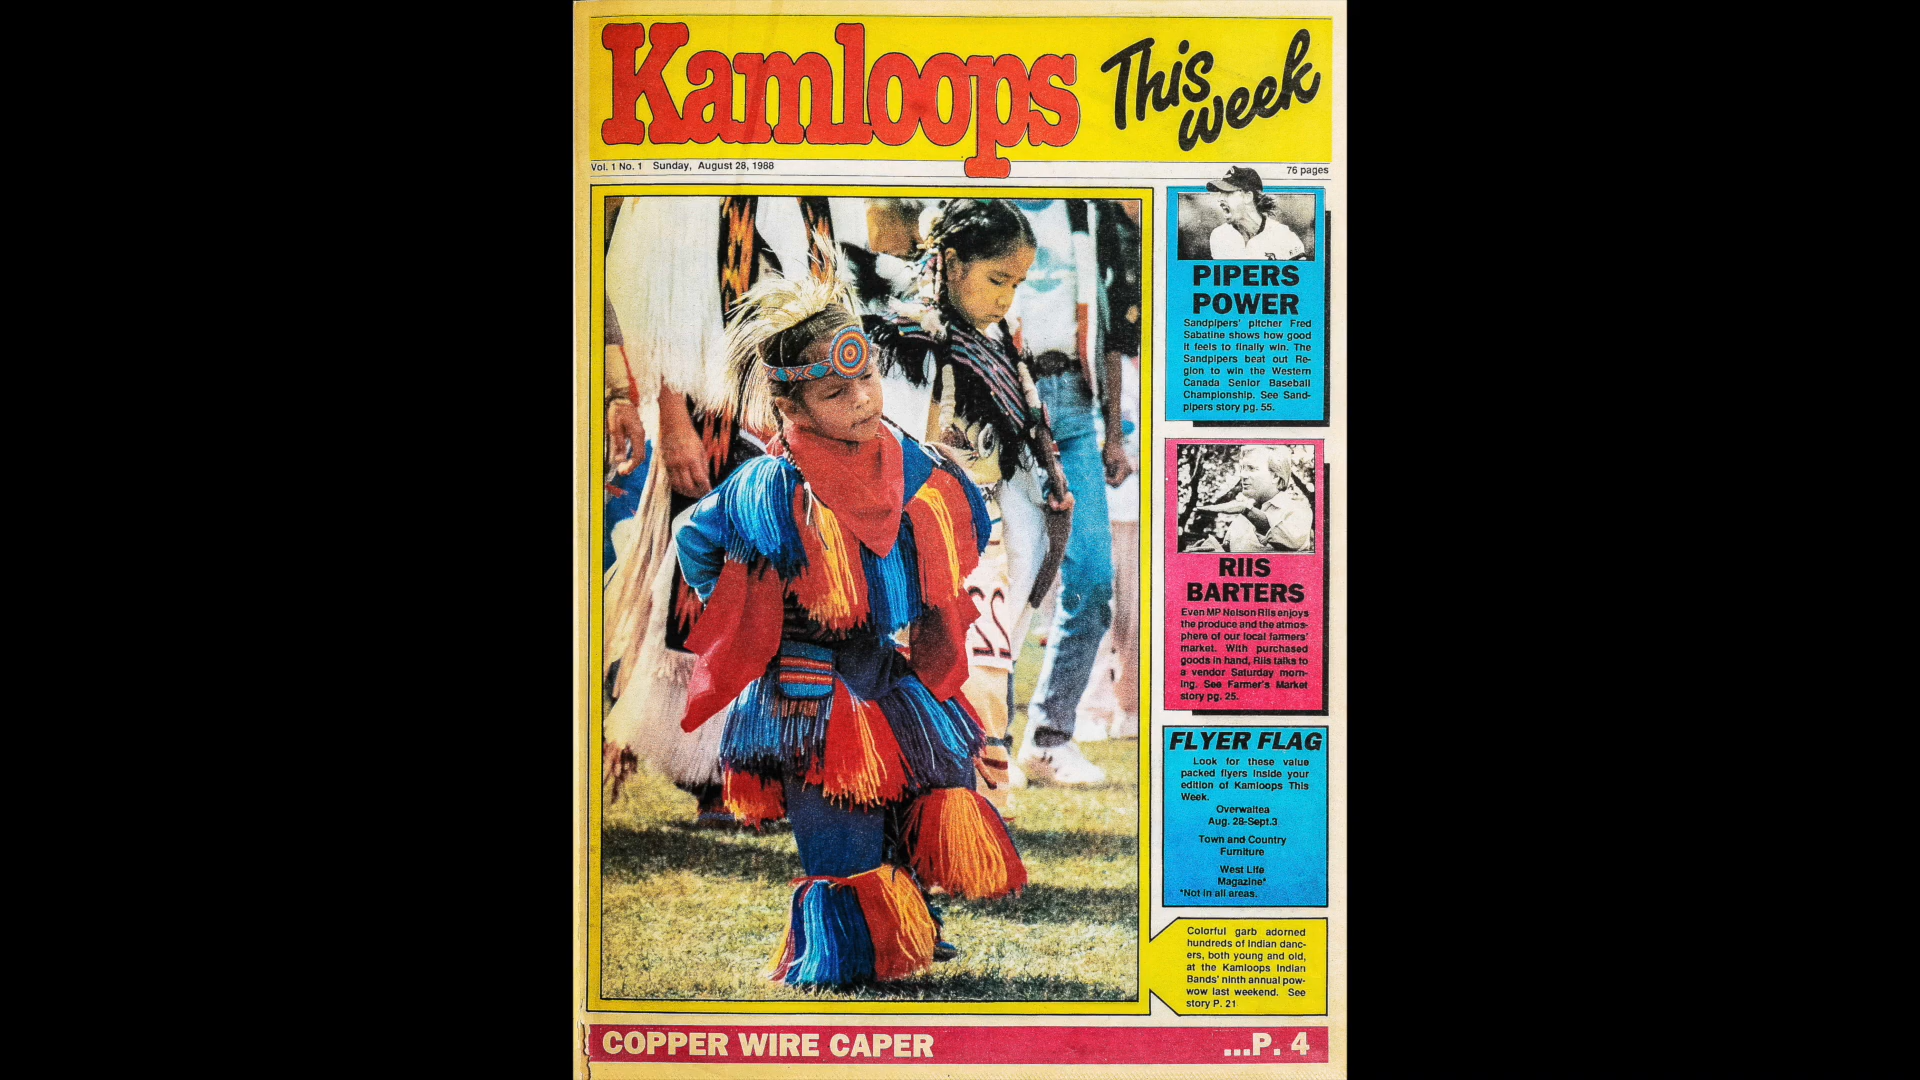 Kamloops This week
Vol. 1 No. 1 Sunday, August 28, 1988
76 pages
PIPERS
POWER
Sandpipers' pitcher Fred
Sabatine shows how good
it feels to finally win. The
Sandpipers beat out Re-
gion to win the Western
Canada Senior Baseball
Championship. See Sand-
pipers story pg. 55.
RIIS
BARTERS
Even MP Nelson Riis enjoys
the produce and the atmos-
phere of our local farmers'
market. With purchased
goods in hand, Riis talks to
a vendor Saturday morn-
ing. See Farmer's Market
story pg. 25.
FLYER FLAG
Look for these value
packed flyers inside your
edition of Kamloops This
Week.
Overwaitea
Aug. 28-Sept.3
Town and Country
Furniture
West Life
Magazine*
*Not in all areas.
Colorful garb adorned
hundreds of Indian danc-
ers, both young and old,
at the Kamloops Indian
Bands' ninth annual pow-
wow last weekend. See
story P. 21
COPPER WIRE CAPER ...P. 4